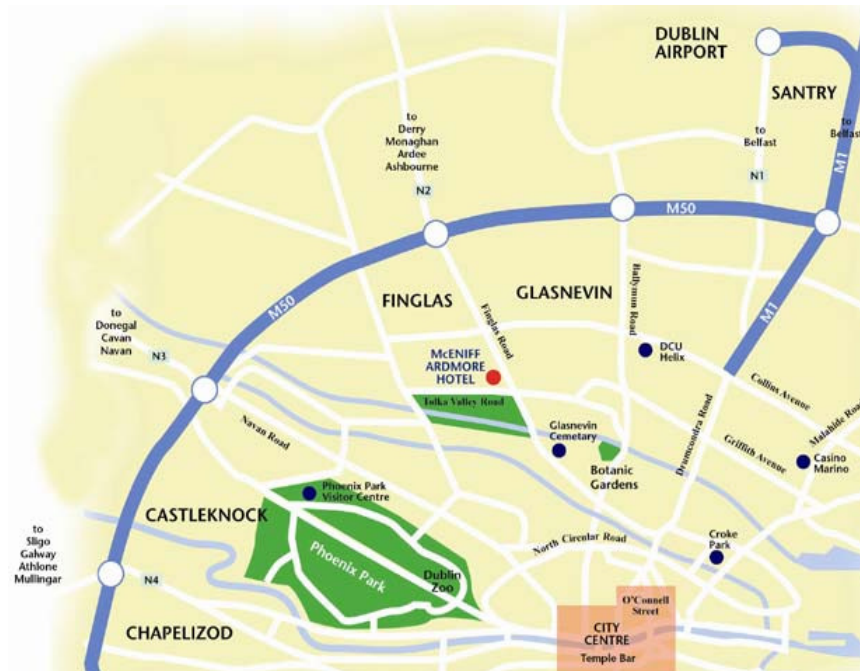 DUBLIN
AIRPORT
SANTRY
to
Derry
Monaghan
Ardee
Ashbourne
N2
to
Belfast
N1
to
Belfast
M1
M50
M50
M1
FINGLAS
GLASNEVIN
Finglas Road
Ballymun Road
to
Donegal
Cavan
Navan
N3
McENIFF
ARDMORE
HOTEL
DCU
Helix
Tolka Valley Road
Collins Avenue
Navan Road
Glasnevin
Cemetary
Drumcondra Road
Griffith Avenue
Malahide Road
Casino
Marino
Botanic
Gardens
Phoenix Park
Visitor Centre
CASTLEKNOCK
to
Sligo
Galway
Athlone
Mullingar
N4
Phoenix Park
Dublin
Zoo
North Circular Road
Croke
Park
CHAPELIZOD
O'Connell
Street
CITY
CENTRE
Temple Bar